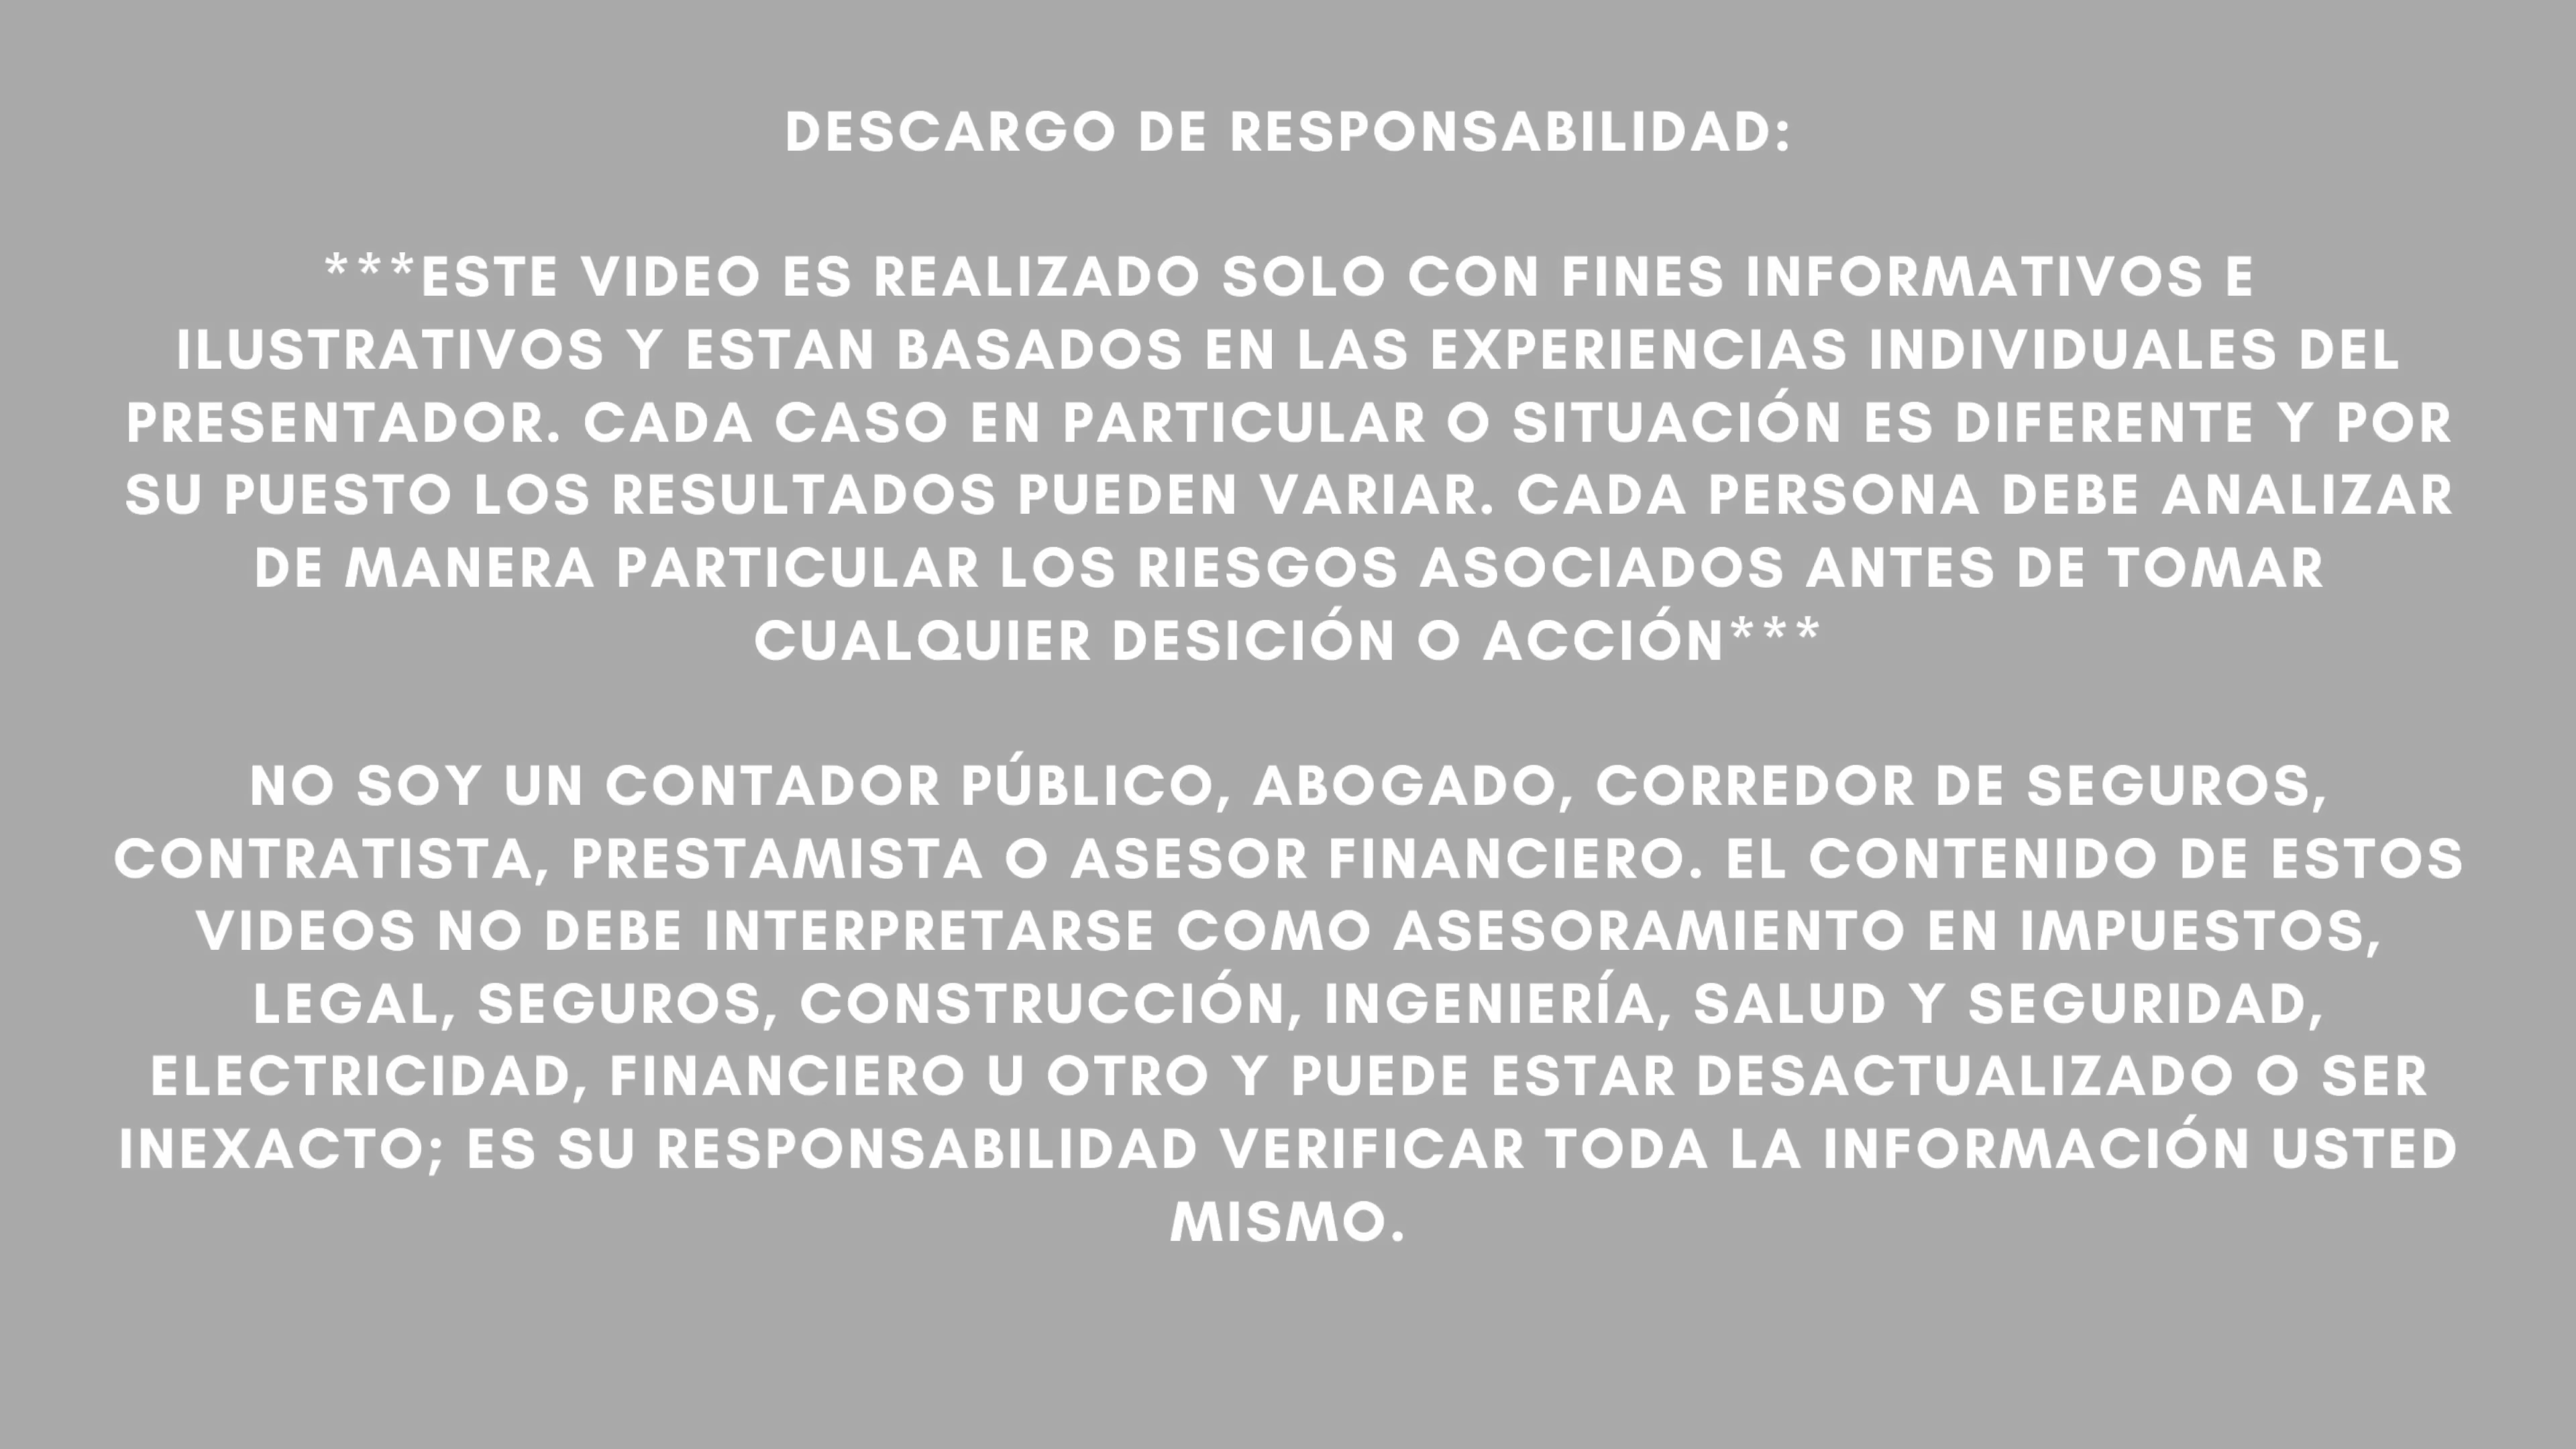 DESCARGO DE RESPONSABILIDAD:
***ESTE VIDEO ES REALIZADO SOLO CON FINES INFORMATIVOS E
ILUSTRATIVOS Y ESTAN BASADOS EN LAS EXPERIENCIAS INDIVIDUALES DEL
PRESENTADOR. CADA CASO EN PARTICULAR O SITUACIÓN ES DIFERENTE Y POR
SU PUESTO LOS RESULTADOS PUEDEN VARIAR. CADA PERSONA DEBE ANALIZAR
DE MANERA PARTICULAR LOS RIESGOS ASOCIADOS ANTES DE TOMAR
CUALQUIER DESICIÓN O ACCIÓN***
NO SOY UN CONTADOR PÚBLICO, ABOGADO, CORREDOR DE SEGUROS,
CONTRATISTA, PRESTAMISTA O ASESOR FINANCIERO. EL CONTENIDO DE ESTOS
VIDEOS NO DEBE INTERPRETARSE COMO ASESORAMIENTO EN IMPUESTOS,
LEGAL, SEGUROS, CONSTRUCCIÓN, INGENIERÍA, SALUD Y SEGURIDAD,
ELECTRICIDAD, FINANCIERO U OTRO Y PUEDE ESTAR DESACTUALIZADO O SER
INEXACTO; ES SU RESPONSABILIDAD VERIFICAR TODA LA INFORMACIÓN USTED
MISMO.